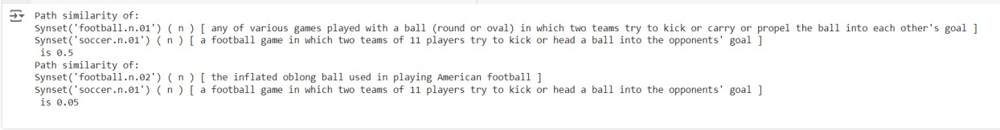 Path similarity of:
Synset('football.n.01') ( n ) [ any of various games played with a ball (round or oval) in which two teams try to kick or carry or propel the ball into each other's goal ]
Synset('soccer.n.01') ( n ) [ a football game in which two teams of 11 players try to kick or head a ball into the opponents' goal ]
is 0.5
Path similarity of:
Synset('football.n.02') ( n ) [ the inflated oblong ball used in playing American football ]
Synset('soccer.n.01') ( n ) [ a football game in which two teams of 11 players try to kick or head a ball into the opponents' goal ]
is 0.05